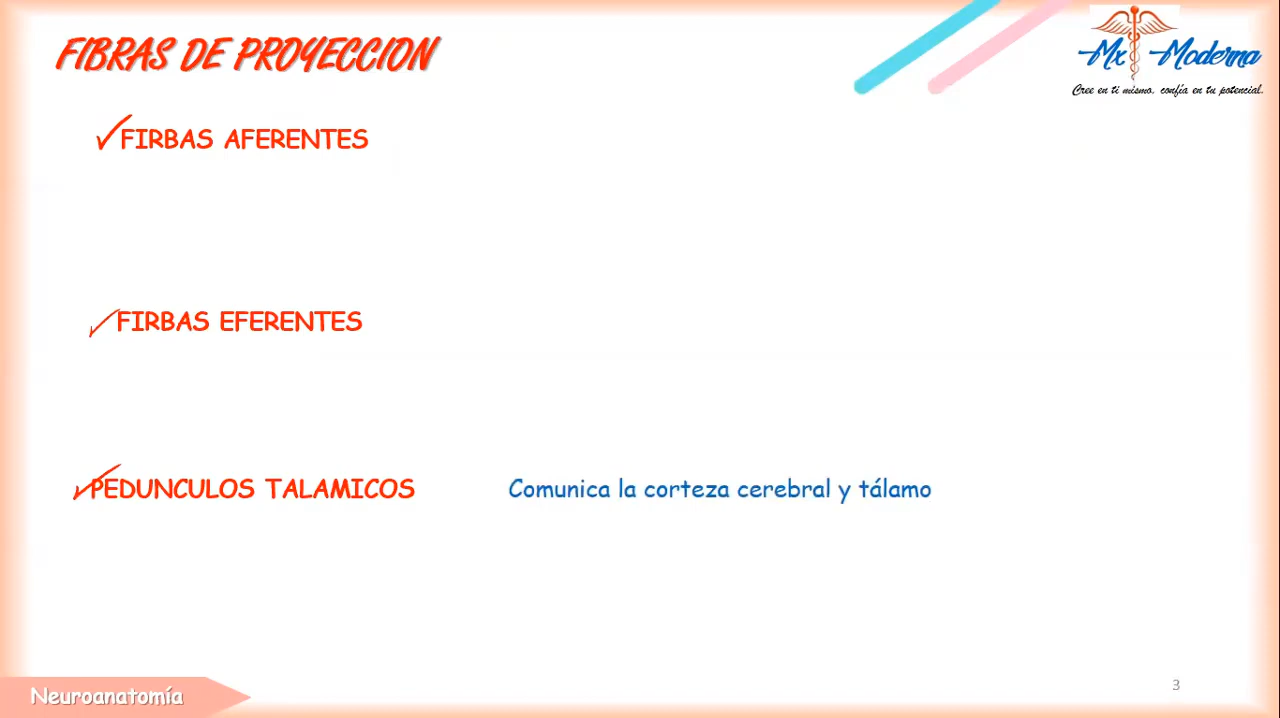 FIBRAS DE PROYECCION
Mx Moderna
Cree en ti mismo, confía en tu potencial.
FIRBAS AFERENTES
FIRBAS EFERENTES
PEDUNCULOS TALAMICOS
Comunica la corteza cerebral y tálamo
Neuroanatomía
3